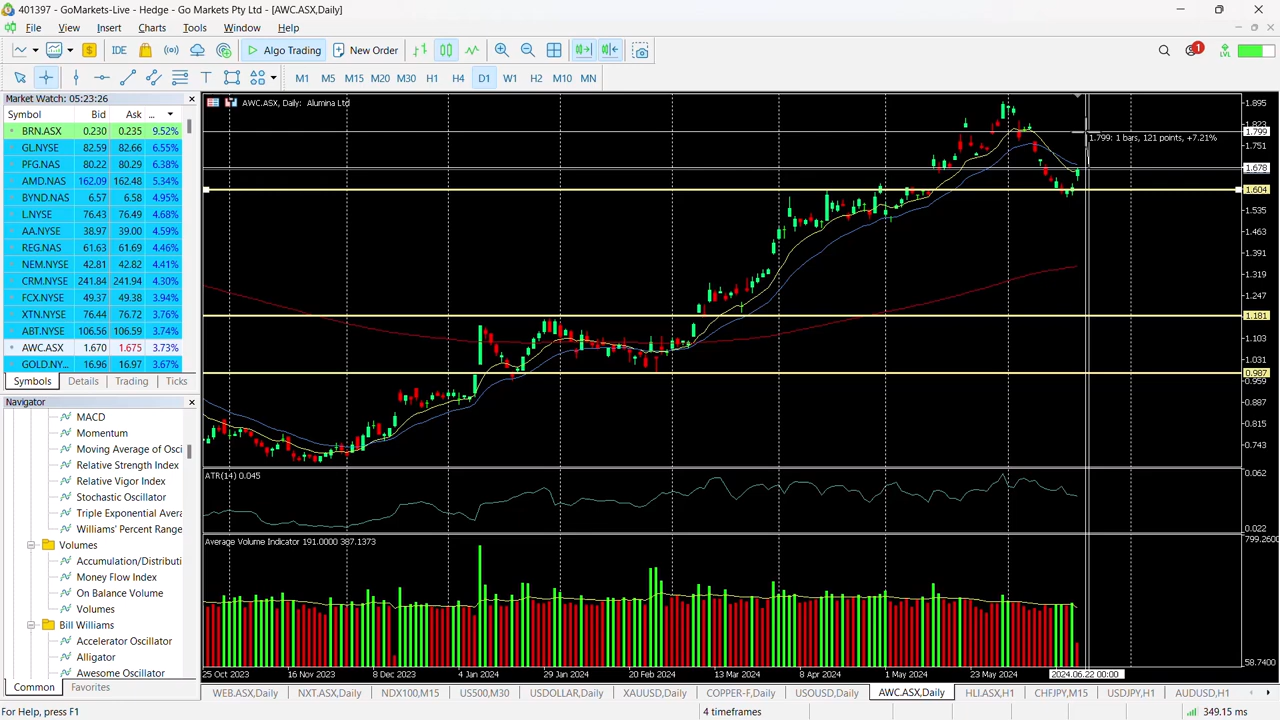 401397 - GoMarkets-Live - Hedge - Go Markets Pty Ltd - [AWC.ASX,Daily]
File View Insert Charts Tools Window Help
IDE Algo Trading New Order 1 LVL
M1 M5 M15 M20 M30 H1 H4 D1 W1 H2 M10 MN
Market Watch: 05:23:26
Symbol Bid Ask ...
BRN.ASX 0.230 0.235 9.52%
GL.NYSE 82.59 82.66 6.55%
PFG.NAS 80.22 80.29 6.38%
AMD.NAS 162.09 162.48 5.34%
BYND.NAS 6.57 6.58 4.95%
L.NYSE 76.43 76.49 4.68%
AA.NYSE 38.97 39.00 4.59%
REG.NAS 61.63 61.69 4.46%
NEM.NYSE 42.81 42.82 4.41%
CRM.NYSE 241.84 241.94 4.30%
FCX.NYSE 49.37 49.38 3.94%
XTN.NYSE 76.44 76.72 3.76%
ABT.NYSE 106.56 106.59 3.74%
AWC.ASX 1.670 1.675 3.73%
GOLD.NY... 16.96 16.97 3.67%
Symbols Details Trading Ticks
Navigator
MACD
Momentum
Moving Average of Osci
Relative Strength Index
Relative Vigor Index
Stochastic Oscillator
Triple Exponential Avera
Williams' Percent Range
Volumes
Accumulation/Distributi
Money Flow Index
On Balance Volume
Volumes
Bill Williams
Accelerator Oscillator
Alligator
Awesome Oscillator
Common Favorites
AWC.ASX, Daily: Alumina Ltd
1.799: 1 bars, 121 points, +7.21%
1.895
1.823
1.799
1.751
1.678
1.604
1.535
1.463
1.391
1.319
1.247
1.181
1.103
1.031
0.987
0.959
0.887
0.815
0.743
ATR(14) 0.045
0.062
0.022
Average Volume Indicator 191.0000 387.1373
799.2600
58.7400
25 Oct 2023 16 Nov 2023 8 Dec 2023 4 Jan 2024 29 Jan 2024 20 Feb 2024 13 Mar 2024 8 Apr 2024 1 May 2024 23 May 2024 2024.06.22 00:00
WEB.ASX,Daily NXT.ASX,Daily NDX100,M15 US500,M30 USDOLLAR,Daily XAUUSD,Daily COPPER-F,Daily USOUSD,Daily AWC.ASX,Daily HLI.ASX,H1 CHFJPY,M15 USDJPY,H1 AUDUSD,H1
For Help, press F1 4 timeframes 349.15 ms